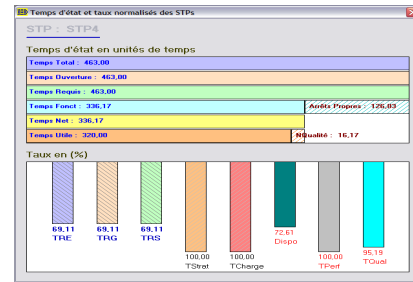 Temps d'état et taux normalisés des STPs
STP : STP4
Temps d'état en unités de temps
Temps Total : 463,00
Temps Ouverture : 463,00
Temps Requis : 463,00
Temps Fonct : 336,17 Arrêts Propres : 126,83
Temps Net : 336,17
Temps Utile : 320,00 NQualité : 16,17
Taux en (%)
69,11 69,11 69,11 100,00 100,00 72,61 100,00 95,19
TRE TRG TRS TStrat TCharge Dispo TPerf TQual